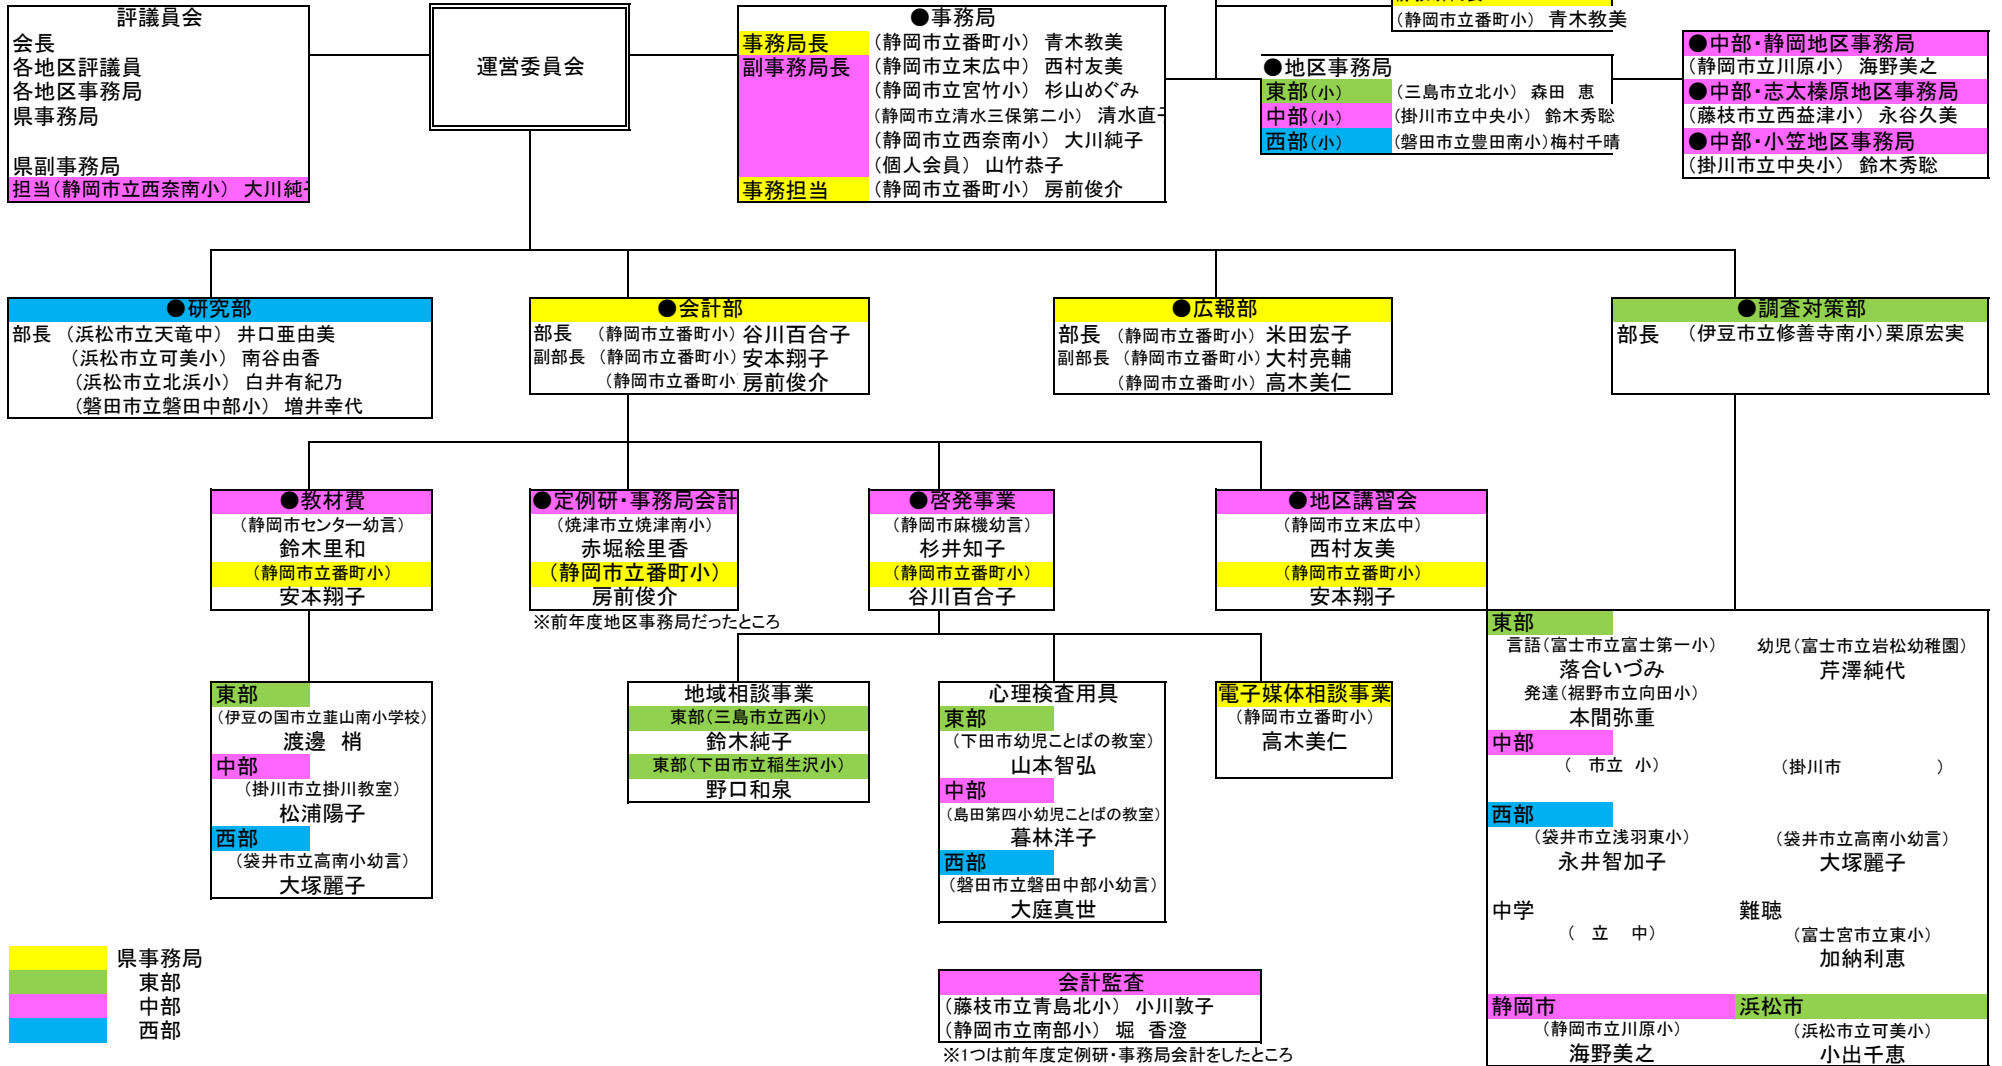 評議員会
会長
各地区評議員
各地区事務局
県事務局
県副事務局
担当(静岡市立西奈南小) 大川純
運営委員会
●事務局
事務局長 (静岡市立番町小) 青木教美
副事務局長 (静岡市立末広中) 西村友美
(静岡市立宮竹小) 杉山めぐみ
(静岡市立清水三保第二小) 清水直
(静岡市立西奈南小) 大川純子
(個人会員) 山竹恭子
事務担当 (静岡市立番町小) 房前俊介
(静岡市立番町小) 青木教美
●地区事務局
東部(小) (三島市立北小) 森田 恵
中部(小) (掛川市立中央小) 鈴木秀聡
西部(小) (磐田市立豊田南小)梅村千晴
●中部・静岡地区事務局
(静岡市立川原小) 海野美之
●中部・志太榛原地区事務局
(藤枝市立西益津小) 永谷久美
●中部・小笠地区事務局
(掛川市立中央小) 鈴木秀聡
●研究部
部長 (浜松市立天竜中) 井口亜由美
(浜松市立可美小) 南谷由香
(浜松市立北浜小) 白井有紀乃
(磐田市立磐田中部小) 増井幸代
●会計部
部長 (静岡市立番町小) 谷川百合子
副部長 (静岡市立番町小) 安本翔子
(静岡市立番町小 房前俊介
●広報部
部長 (静岡市立番町小) 米田宏子
副部長 (静岡市立番町小) 大村亮輔
(静岡市立番町小) 高木美仁
●調査対策部
部長 (伊豆市立修善寺南小)栗原宏実
●教材費
(静岡市センター幼言)
鈴木里和
(静岡市立番町小)
安本翔子
●定例研・事務局会計
(焼津市立焼津南小)
赤堀絵里香
(静岡市立番町小)
房前俊介
※前年度地区事務局だったところ
●啓発事業
(静岡市麻機幼言)
杉井知子
(静岡市立番町小)
谷川百合子
●地区講習会
(静岡市立末広中)
西村友美
(静岡市立番町小)
安本翔子
東部
(伊豆の国市立韮山南小学校)
渡邊 梢
中部
(掛川市立掛川教室)
松浦陽子
西部
(袋井市立高南小幼言)
大塚麗子
地域相談事業
東部(三島市立西小)
鈴木純子
東部(下田市立稲生沢小)
野口和泉
心理検査用具
東部
(下田市幼児ことばの教室)
山本智弘
中部
(島田第四小幼児ことばの教室)
暮林洋子
西部
(磐田市立磐田中部小幼言)
大庭真世
電子媒体相談事業
(静岡市立番町小)
高木美仁
東部
言語(富士市立富士第一小) 幼児(富士市立岩松幼稚園)
落合いづみ 芹澤純代
発達(裾野市立向田小)
本間弥重
中部
( 市立 小) (掛川市 )
西部
(袋井市立浅羽東小) (袋井市立高南小幼言)
永井智加子 大塚麗子
中学 難聴
( 立 中) (富士宮市立東小)
加納利恵
静岡市 浜松市
(静岡市立川原小) (浜松市立可美小)
海野美之 小出千恵
県事務局
東部
中部
西部
会計監査
(藤枝市立青島北小) 小川敦子
(静岡市立南部小) 堀 香澄
※1つは前年度定例研・事務局会計をしたところ